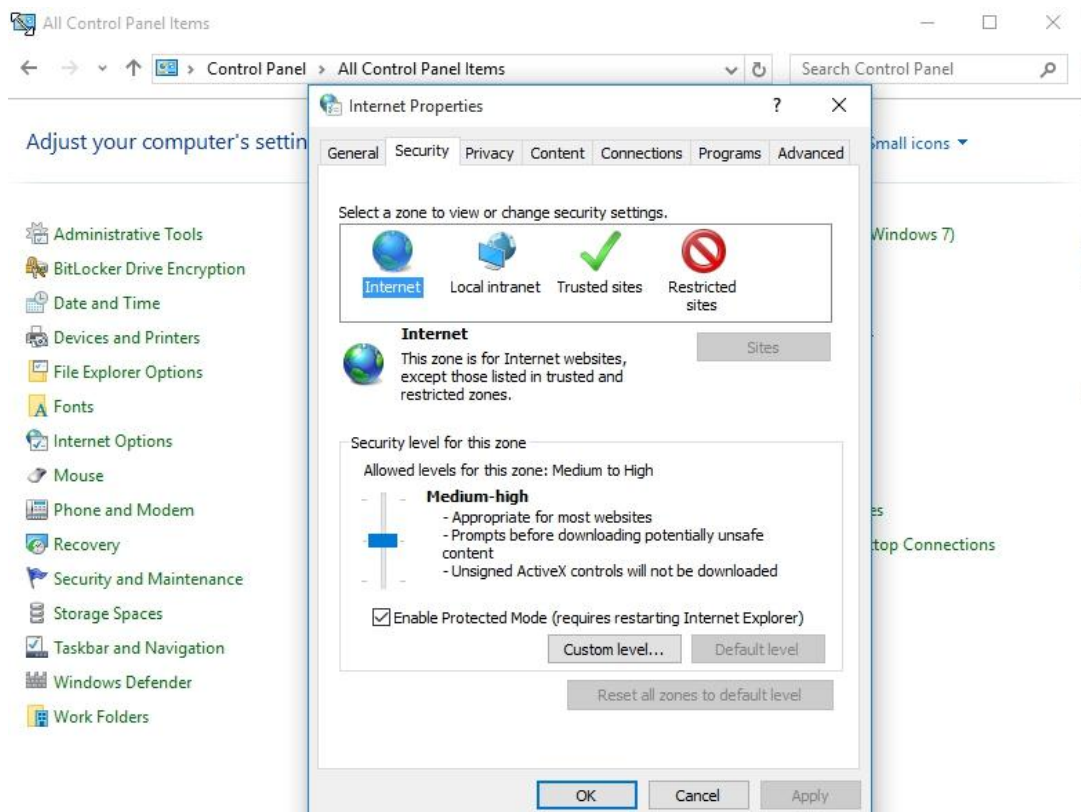 All Control Panel Items
Control Panel > All Control Panel Items
Search Control Panel
Adjust your computer's settin
Small icons
Administrative Tools
BitLocker Drive Encryption
Date and Time
Devices and Printers
File Explorer Options
Fonts
Internet Options
Mouse
Phone and Modem
Recovery
Security and Maintenance
Storage Spaces
Taskbar and Navigation
Windows Defender
Work Folders
Internet Properties
General Security Privacy Content Connections Programs Advanced
Select a zone to view or change security settings.
Internet
Local intranet
Trusted sites
Restricted
sites
Internet
This zone is for Internet websites,
except those listed in trusted and
restricted zones.
Sites
Security level for this zone
Allowed levels for this zone: Medium to High
Medium-high
- Appropriate for most websites
- Prompts before downloading potentially unsafe
content
- Unsigned ActiveX controls will not be downloaded
Enable Protected Mode (requires restarting Internet Explorer)
Custom level... Default level
Reset all zones to default level
OK Cancel Apply
Windows 7)
es
top Connections